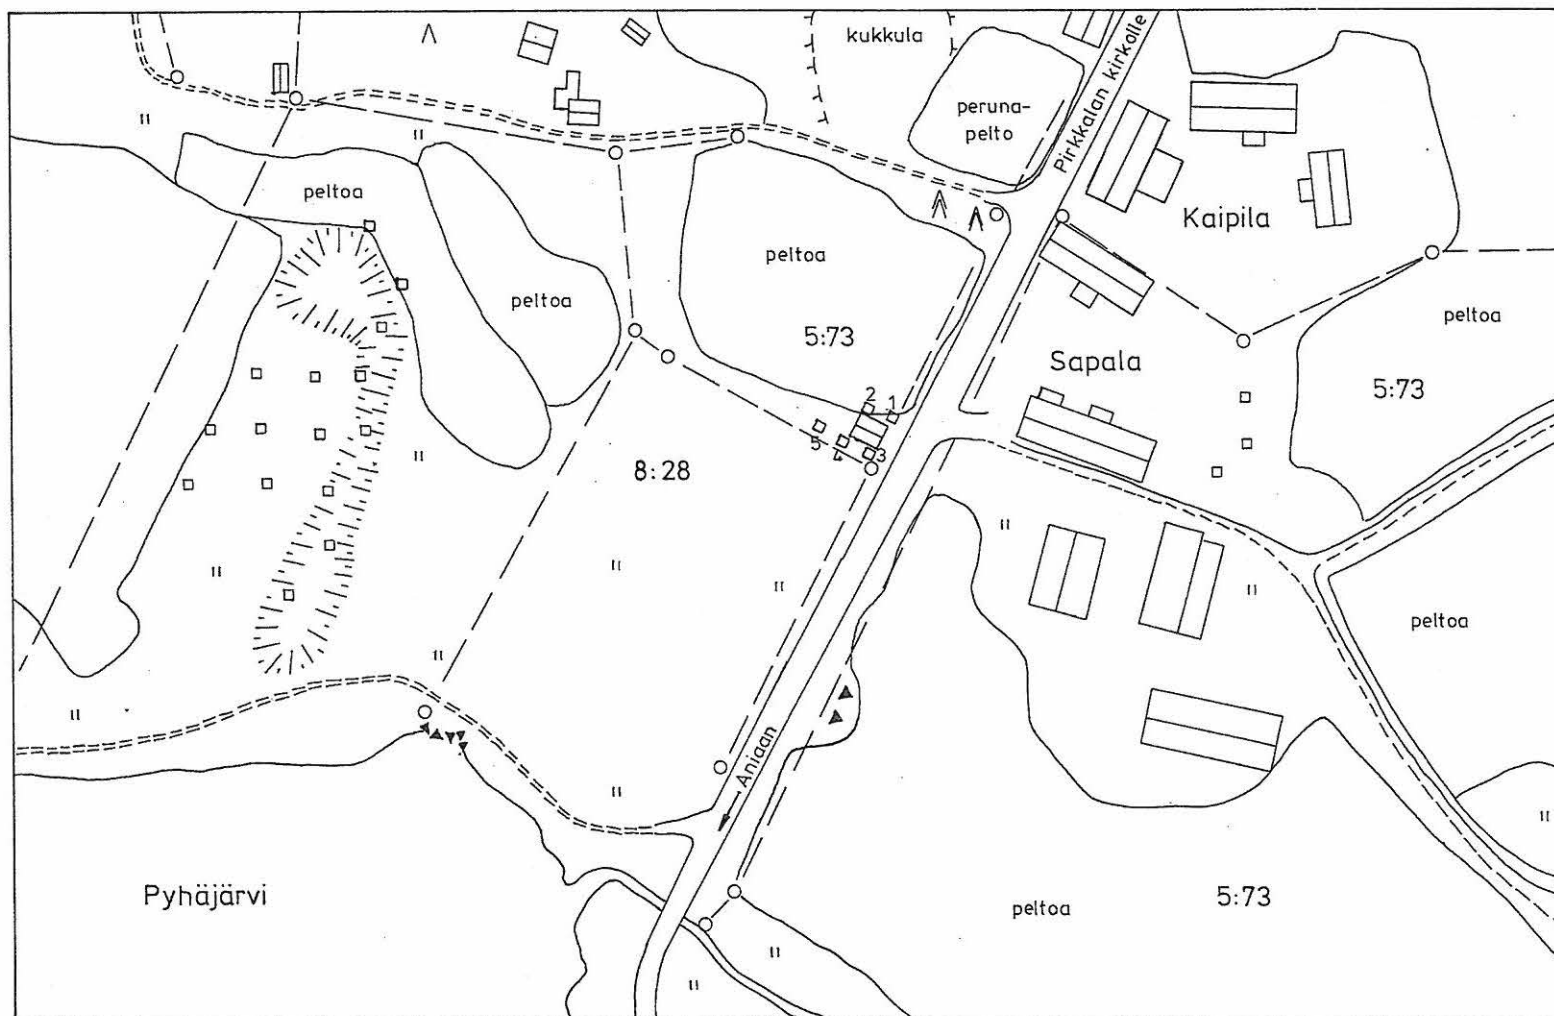 kukkula
Pirkkalan kirkolle
peruna-
pelto
peltoa
Kaipila
peltoa
peltoa
5:73
peltoa
Sapala
5:73
2
1
5
4
3
8:28
peltoa
Aniaan
Pyhäjärvi
peltoa
5:73